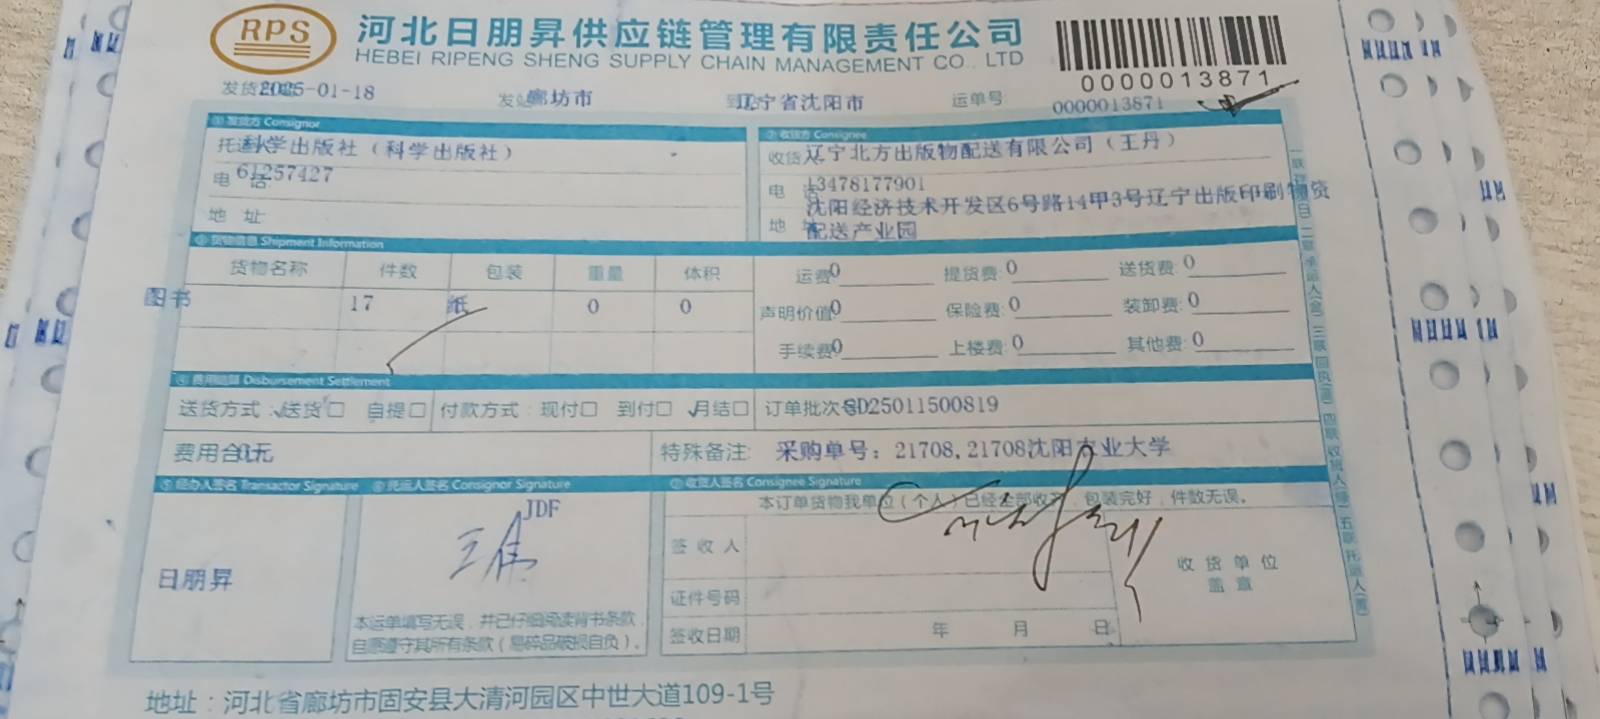 RPS
河北日朋昇供应链管理有限责任公司
HEBEI RIPENG SHENG SUPPLY CHAIN MANAGEMENT CO., LTD
0000013871
发货 2025-01-18 发 廊坊市 到 辽宁省沈阳市 运单号 0000013871
①发货方 Consignor
②收货方 Consignee
托运 科学出版社（科学出版社）
收货 辽宁北方出版物配送有限公司（王丹）
电话 61257427
电话 13478177901
地址
地 沈阳经济技术开发区6号路14甲3号辽宁出版印刷物资
配送产业园
③货物信息 Shipment Information
货物名称 件数 包装 重量 体积
运费 0 提货费: 0 送货费: 0
图书 17 纸 0 0
声明价值 0 保险费: 0 装卸费: 0
手续费 0 上楼费: 0 其他费: 0
④费用结算 Disbursement Settlement
送货方式: ✓送货□ 自提□ 付款方式: 现付□ 到付□ ✓月结□ 订单批次号 SD25011500819
费用合 0元 特殊备注: 采购单号: 21708,21708沈阳农业大学
⑤经办人签名 Transactor Signature
⑥托运人签名 Consignor Signature
⑦收货人签名 Consignee Signature
本订单货物我单位（个人）已经全部收 ，包装完好，件数无误。
JDF
日朋昇
签收人
证件号码
签收日期 年 月 日
收货单位
盖章
本运单填写无误，并已仔细阅读背书条款，
自愿遵守其所有条款（易碎品破损自负）。
地址：河北省廊坊市固安县大清河园区中世大道109-1号